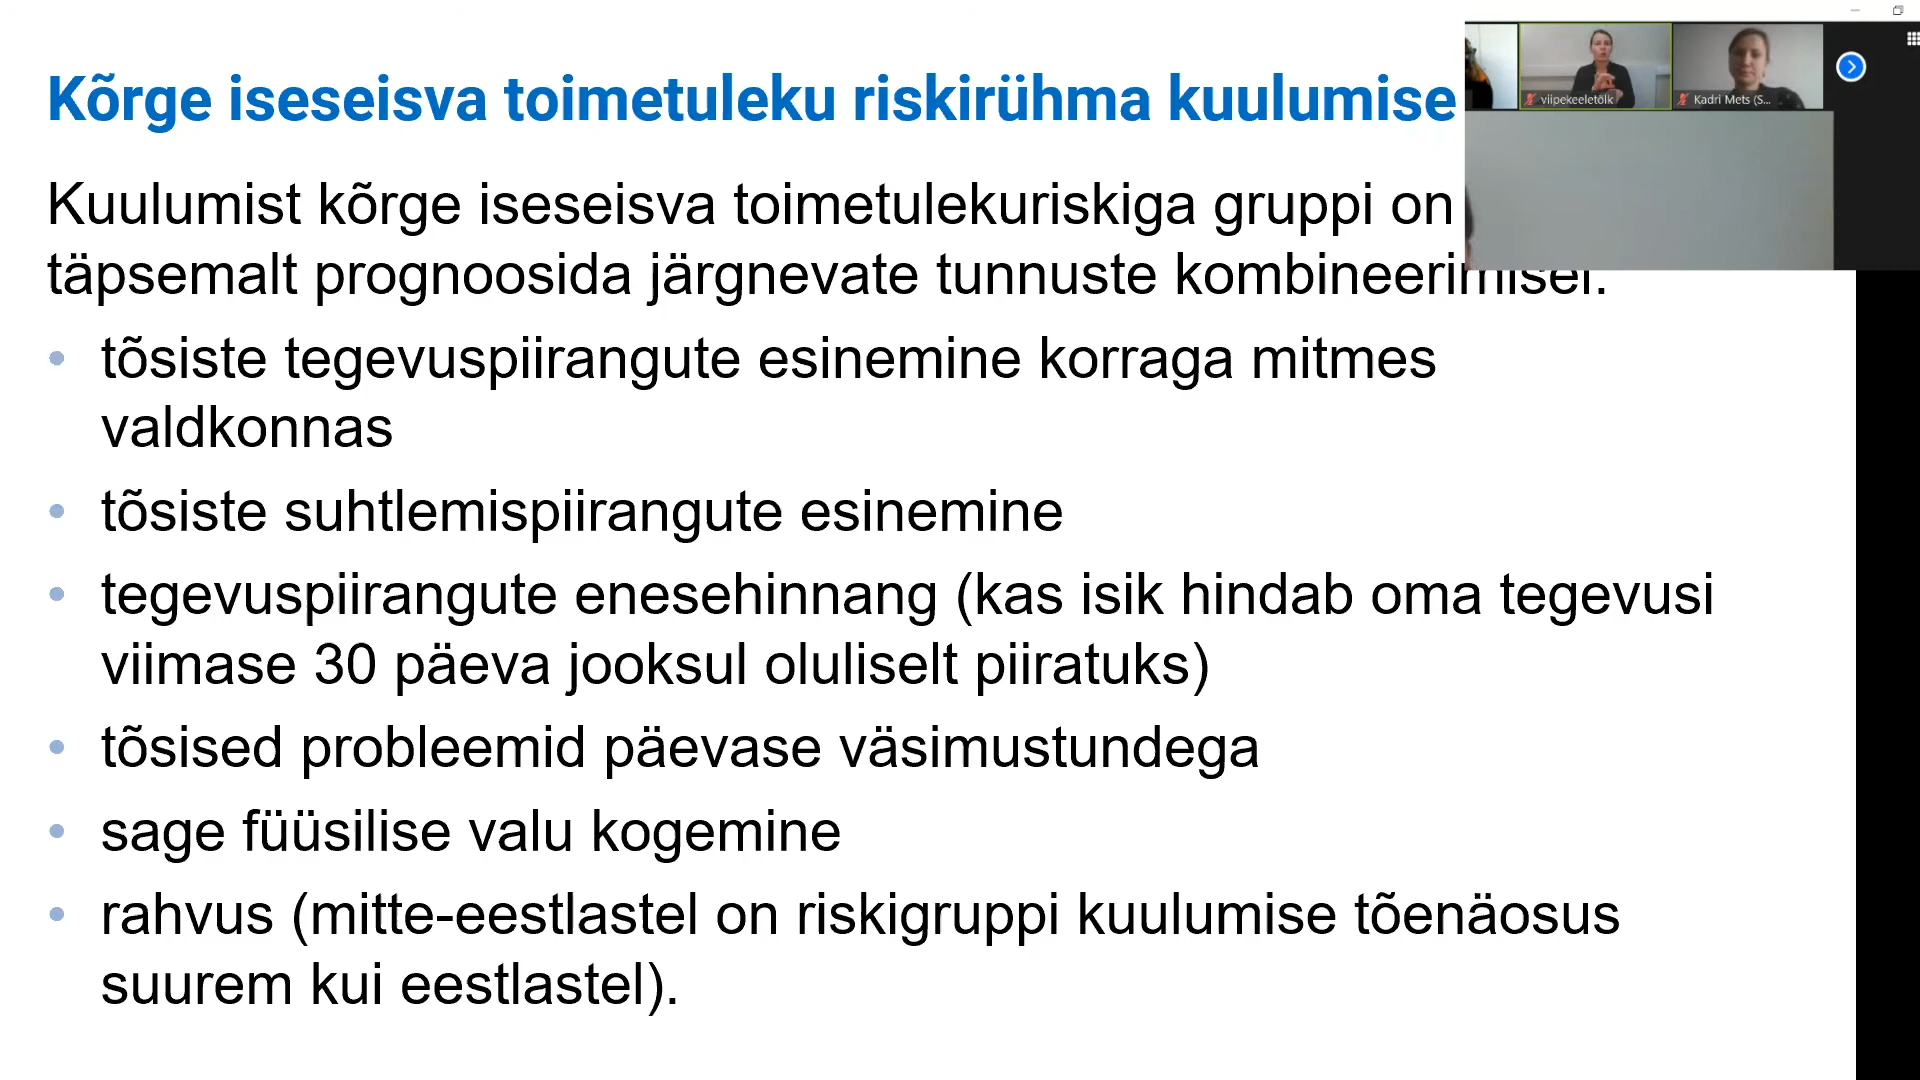 Kõrge iseseisva toimetuleku riskirühma kuulumise
Kuulumist kõrge iseseisva toimetulekuriskiga gruppi on
täpsemalt prognoosida järgnevate tunnuste kombineerimisel:
• tõsiste tegevuspiirangute esinemine korraga mitmes
valdkonnas
• tõsiste suhtlemispiirangute esinemine
• tegevuspiirangute enesehinnang (kas isik hindab oma tegevusi
viimase 30 päeva jooksul oluliselt piiratuks)
• tõsised probleemid päevase väsimustundega
• sage füüsilise valu kogemine
• rahvus (mitte-eestlastel on riskigruppi kuulumise tõenäosus
suurem kui eestlastel).
viipekeeletõlk
Kadri Mets (S...